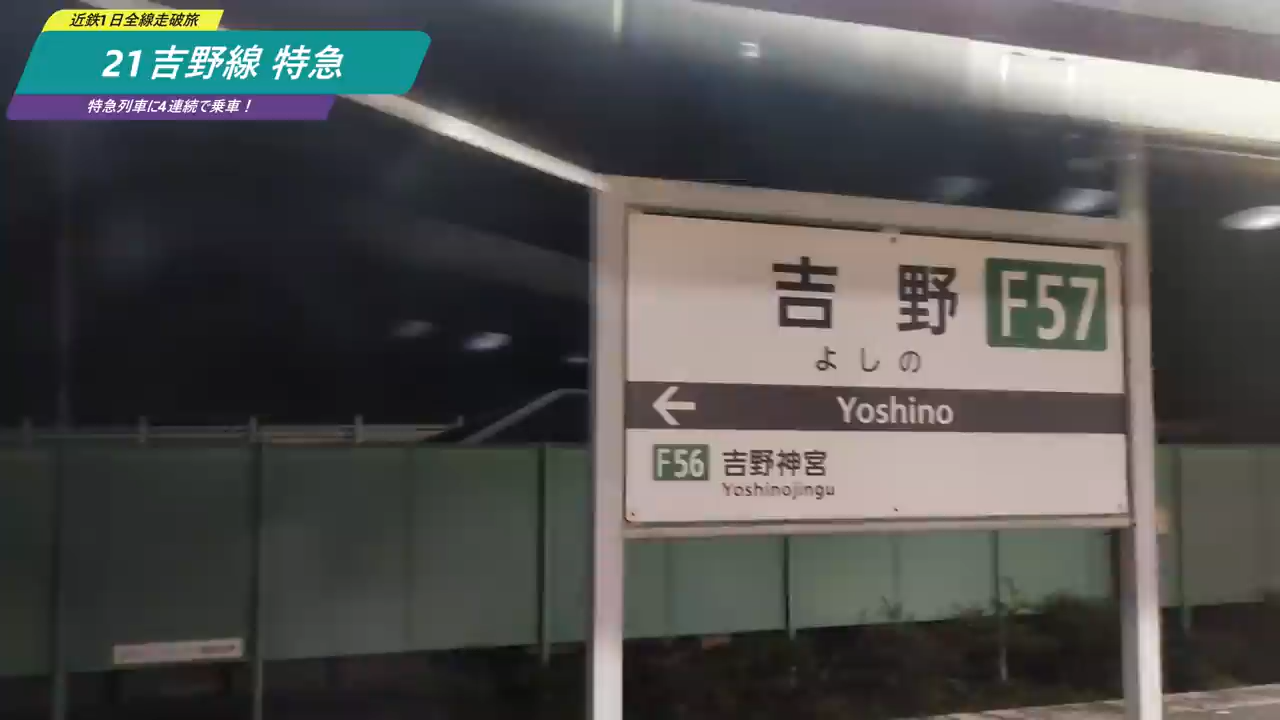 近鉄1日全線走破旅
21 吉野線 特急
特急列車に4連続で乗車！
吉野 F57
よしの
← Yoshino
F56 吉野神宮
Yoshinojingu